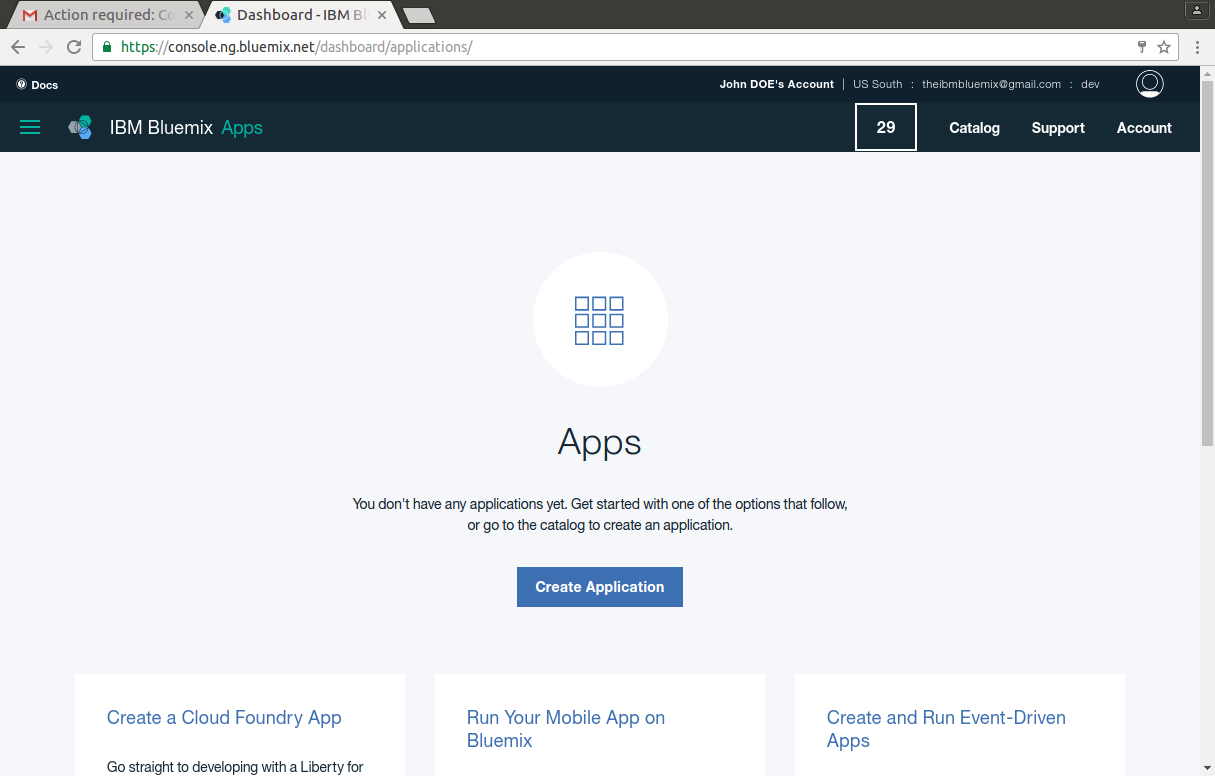 Action required: Co
Dashboard - IBM Bl
https://console.ng.bluemix.net/dashboard/applications/
Docs
John DOE's Account | US South : theibmbluemix@gmail.com : dev
IBM Bluemix Apps
29
Catalog
Support
Account
Apps
You don't have any applications yet. Get started with one of the options that follow,
or go to the catalog to create an application.
Create Application
Create a Cloud Foundry App
Go straight to developing with a Liberty for
Run Your Mobile App on
Bluemix
Create and Run Event-Driven
Apps